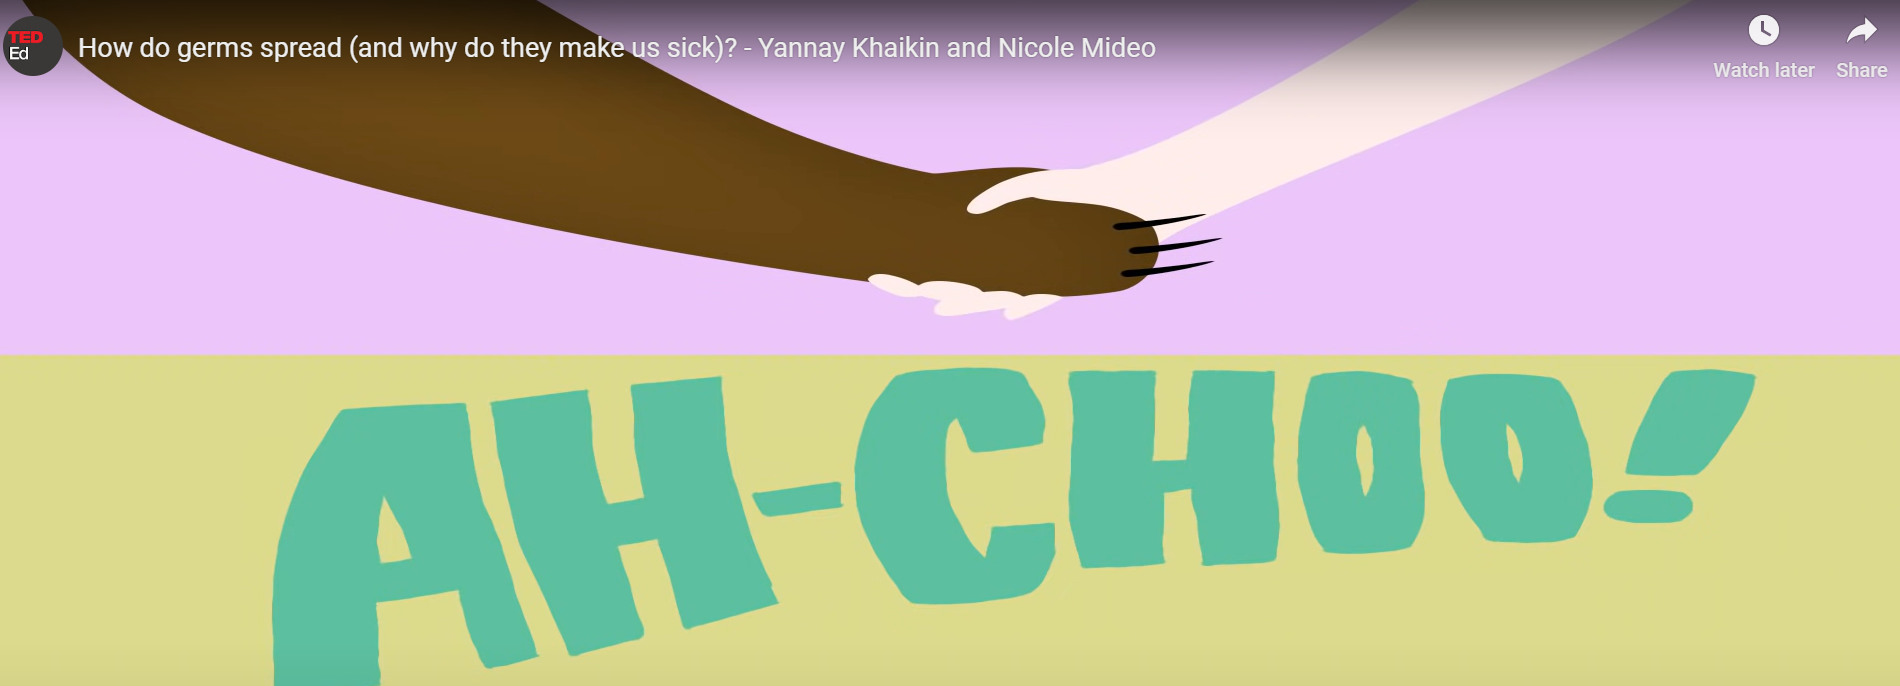 TED
Ed
How do germs spread (and why do they make us sick)? - Yannay Khaikin and Nicole Mideo
Watch later
Share
AH-CHOO!